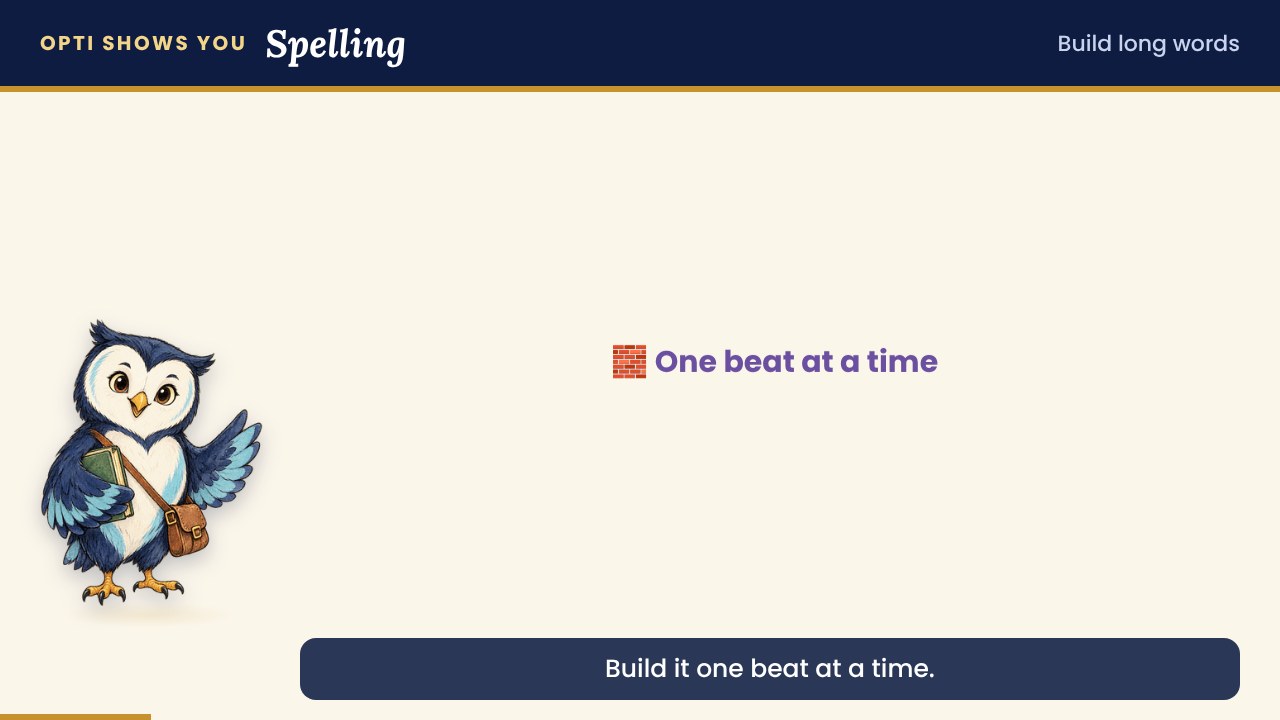 OPTI SHOWS YOU Spelling
Build long words
🧱 One beat at a time
Build it one beat at a time.